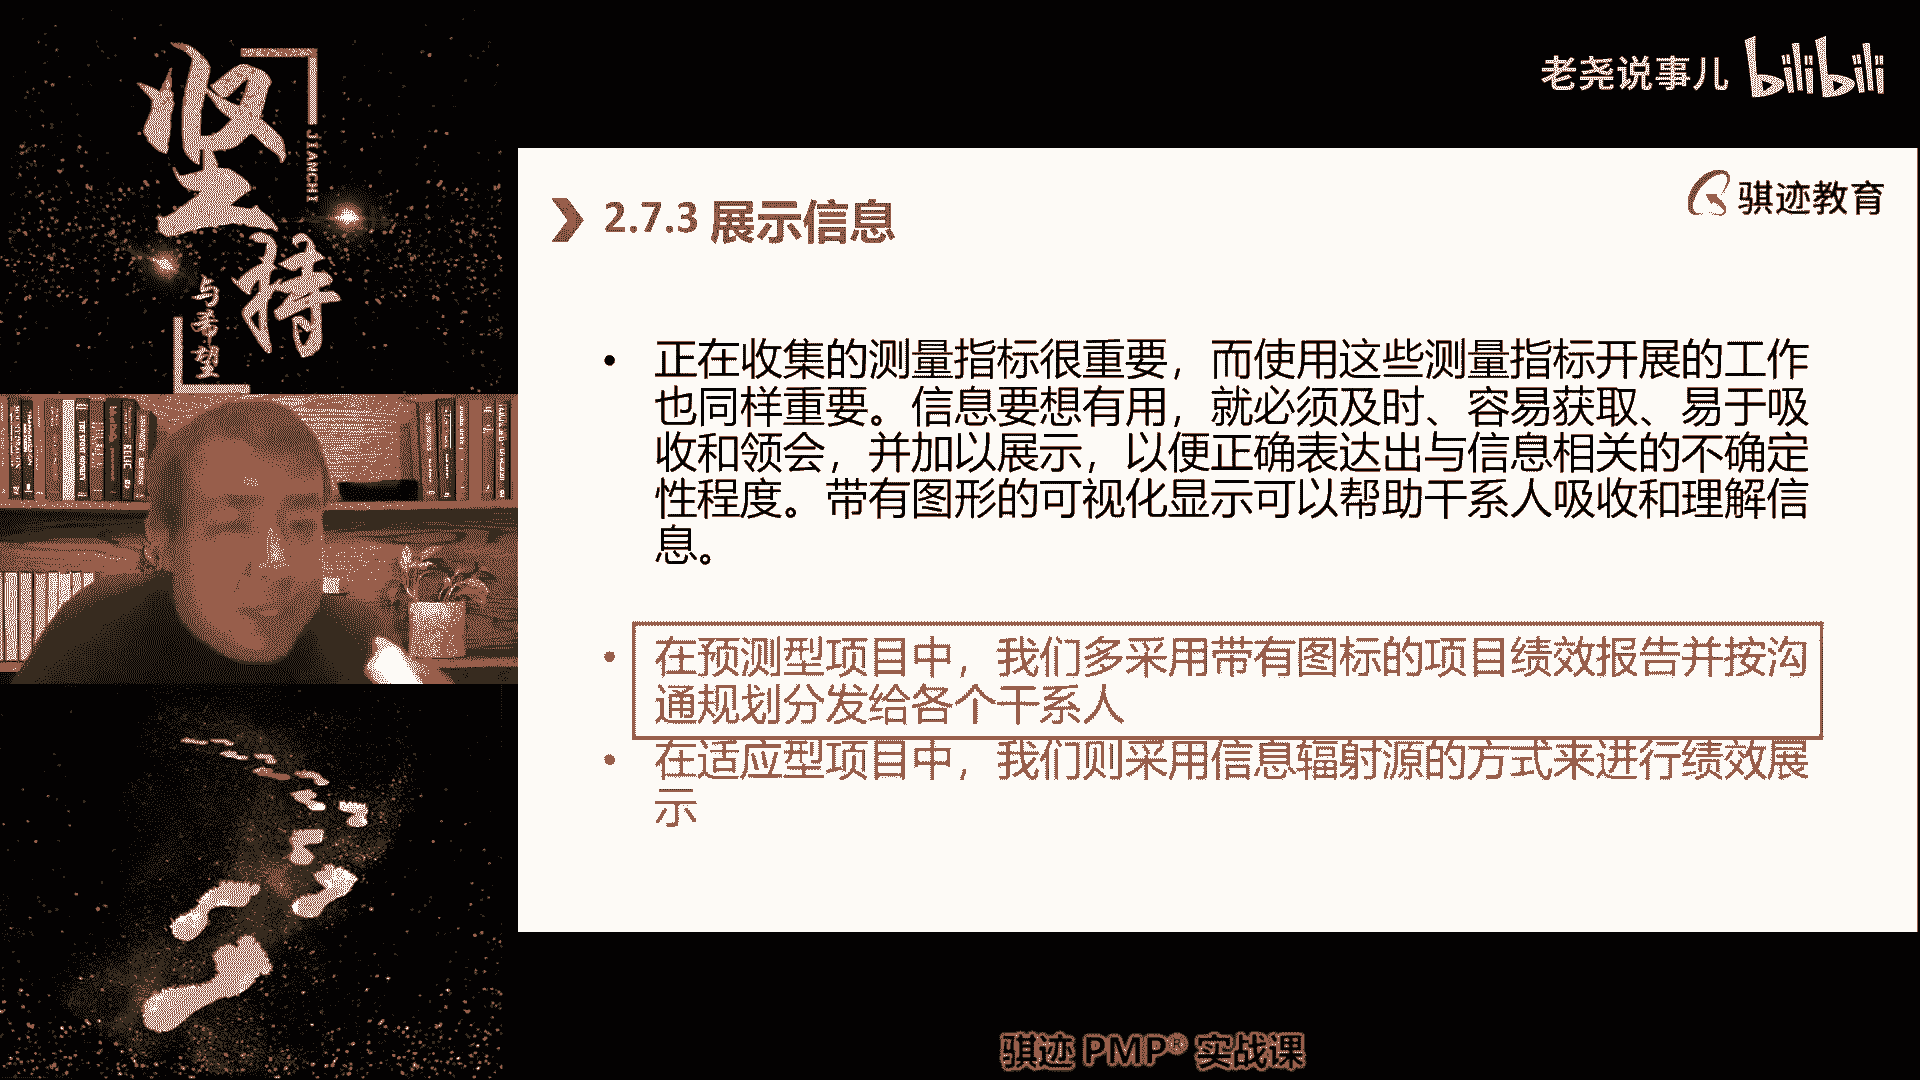 坚持
JIANCHI
与希望
老尧说事儿 bilibili
骐迹教育
2.7.3 展示信息
• 正在收集的测量指标很重要，而使用这些测量指标开展的工作
也同样重要。信息要想有用，就必须及时、容易获取、易于吸
收和领会，并加以展示，以便正确表达出与信息相关的不确定
性程度。带有图形的可视化显示可以帮助干系人吸收和理解信
息。
• 在预测型项目中，我们多采用带有图标的项目绩效报告并按沟
通规划分发给各个干系人
• 在适应型项目中，我们则采用信息辐射源的方式来进行绩效展
示
骐迹 PMP® 实战课